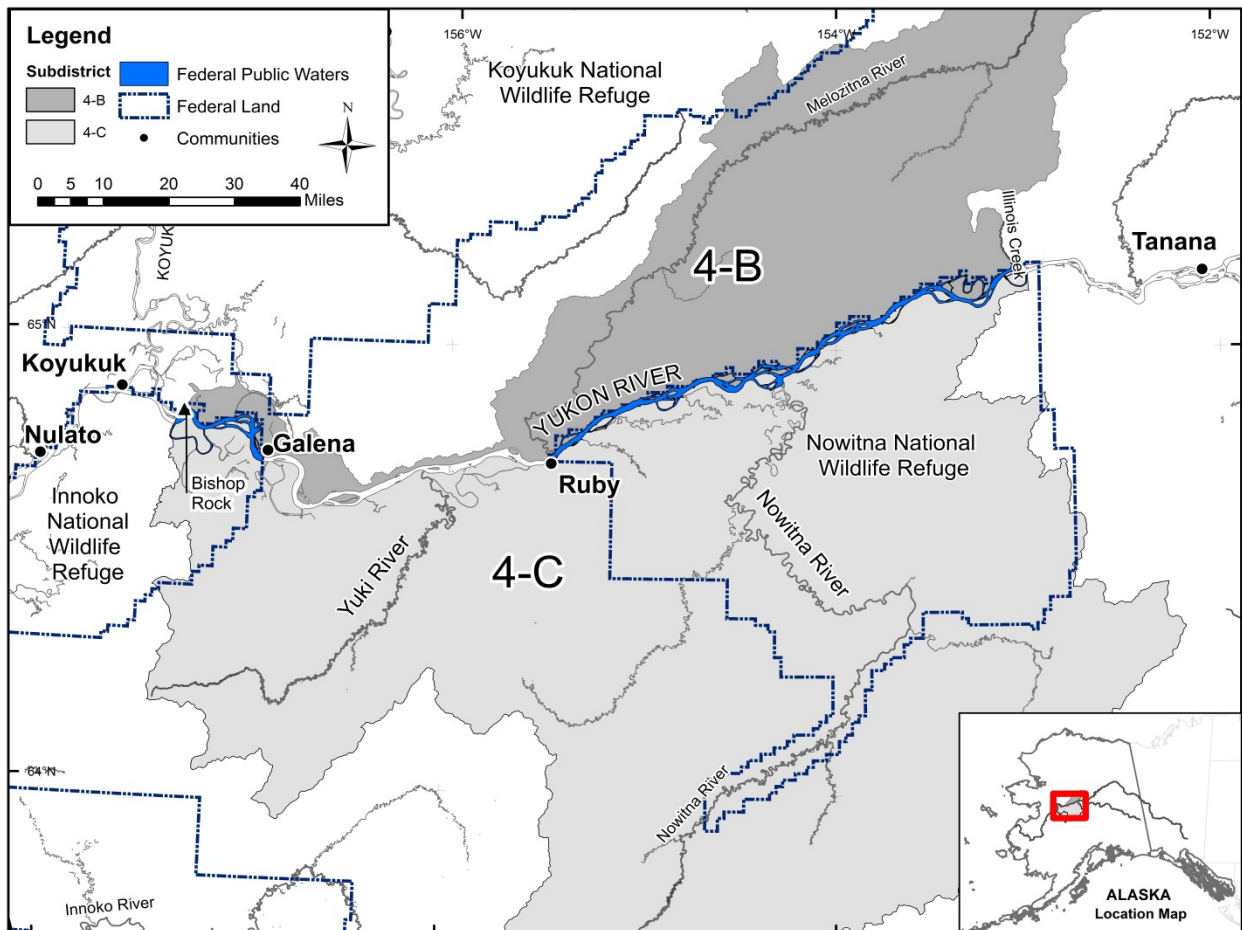 Legend
Subdistrict
4-B
4-C
Federal Public Waters
Federal Land
Communities
N
0 5 10 20 30 40
Miles
156°W
154°W
152°W
Koyukuk National
Wildlife Refuge
Melozitna River
Illinois Creek
Tanana
4-B
KOYUK
65°N
Koyukuk
YUKON RIVER
Nulato
Galena
Bishop
Rock
Ruby
Nowitna National
Wildlife Refuge
Innoko
National
Wildlife
Refuge
Yuki River
4-C
Nowitna River
64°N
Nowitna River
Innoko River
ALASKA
Location Map